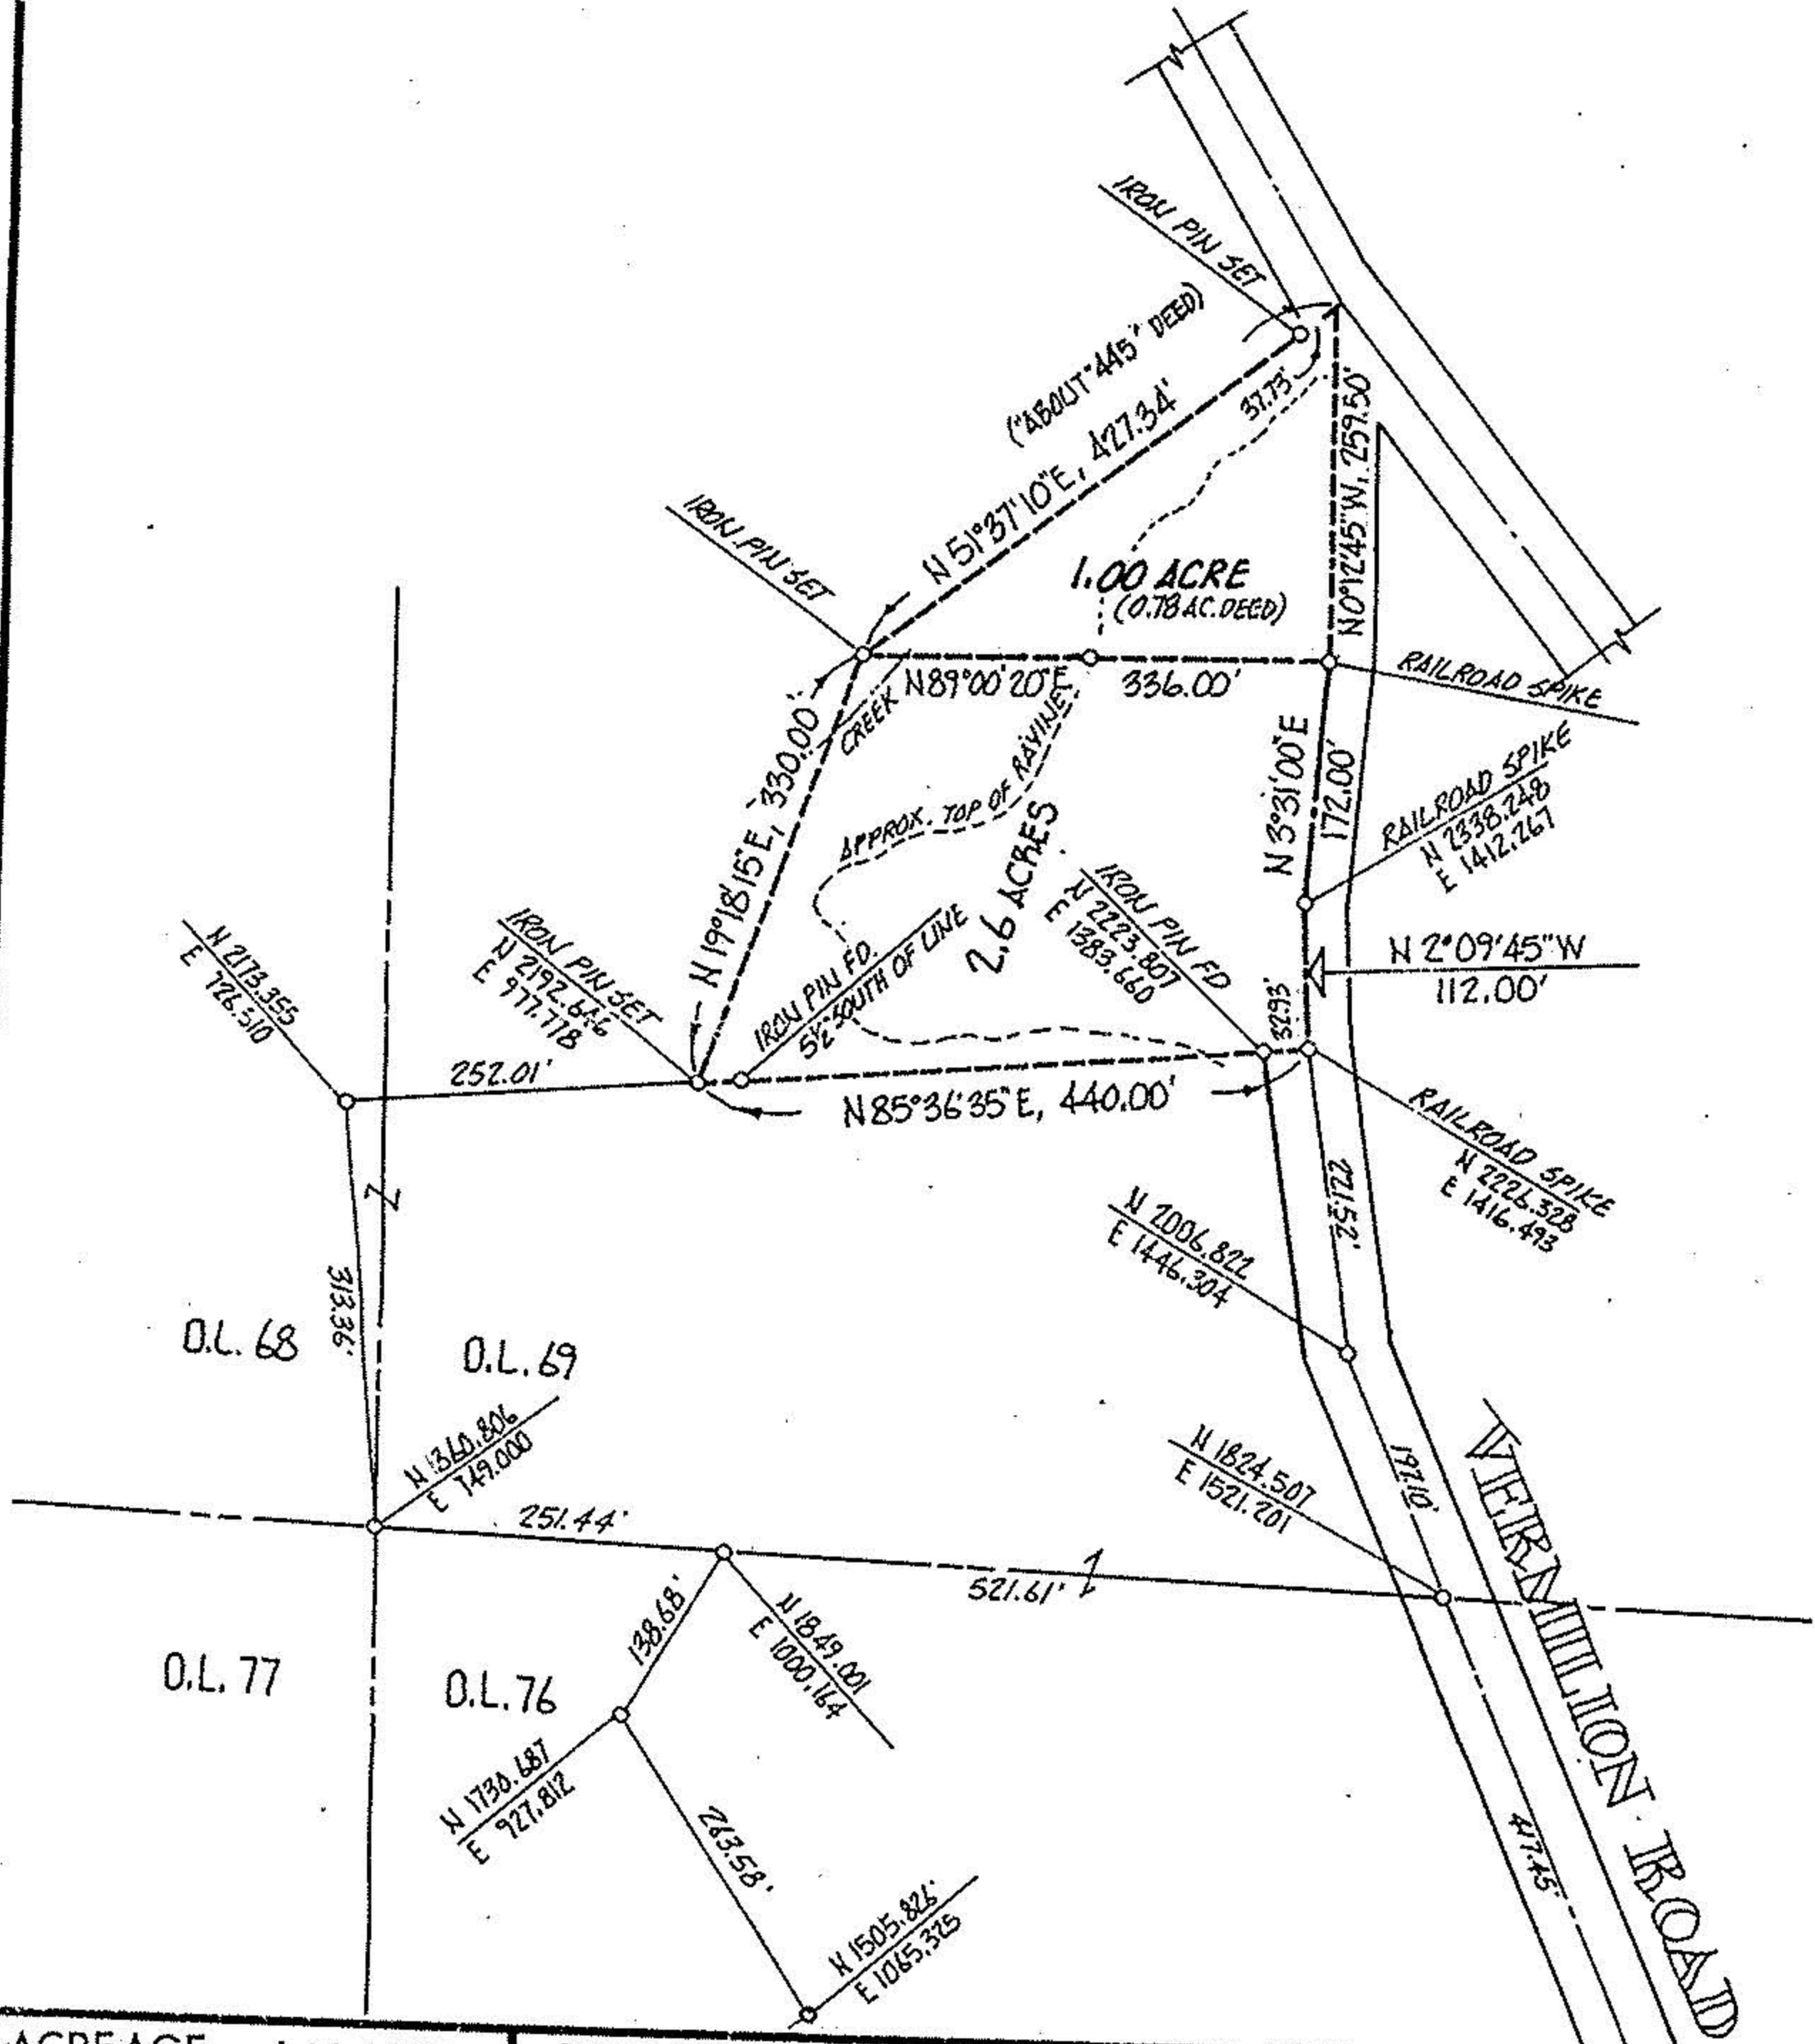 IRON PIN SET
("ABOUT" 445' DEED)
N 51°37'10"E, 427.34'
37.73'
N0°12'45"W, 259.50'
IRON PIN SET
1.00 ACRE
(0.78 AC. DEED)
N89°00'20"E
336.00'
RAILROAD SPIKE
CREEK
N19°18'15"E, 330.00'
N3°31'00"E
172.00'
RAILROAD SPIKE
N 2338.248
E 1412.267
APPROX. TOP OF RAVINE
2.6 ACRES
IRON PIN FD
N 2223.807
E 1383.660
N 2°09'45"W
112.00'
N 2173.355
E 726.510
IRON PIN SET
N 2192.646
E 977.778
IRON PIN FD.
5½' SOUTH OF LINE
32.93'
252.01'
N85°36'35"E, 440.00'
RAILROAD SPIKE
N 2226.328
E 1416.493
221.52'
N 2006.822
E 1446.304
313.36'
O.L. 68
O.L. 69
N 1360.806
E 749.000
251.44'
N 1824.507
E 1521.201
197.10'
521.61'
138.68'
N 1849.001
E 1000.164
O.L. 77
O.L. 76
N 1730.687
E 927.812
263.58'
N 1505.826
E 1065.325
417.45'
VERMILION ROAD
ACREAGE